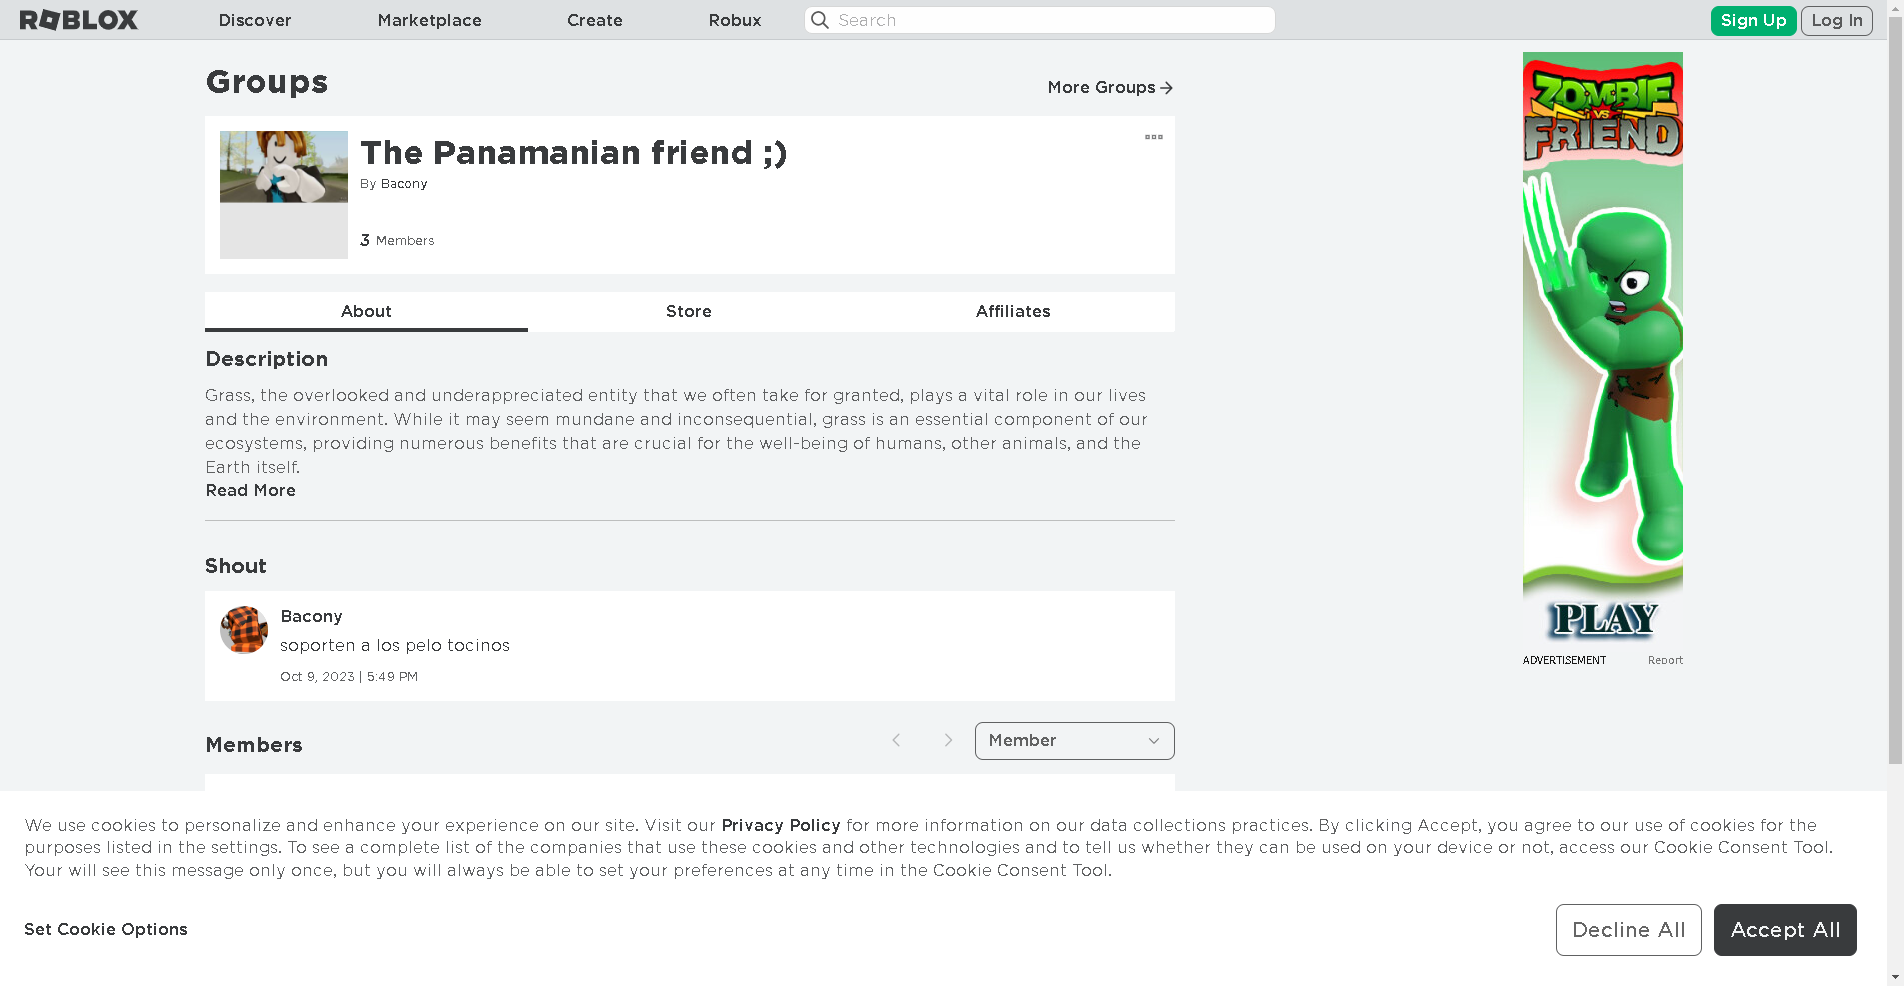 ROBLOX Discover Marketplace Create Robux Search Sign Up Log In
Groups
More Groups
The Panamanian friend ;)
By Bacony
3 Members
About Store Affiliates
Description
Grass, the overlooked and underappreciated entity that we often take for granted, plays a vital role in our lives
and the environment. While it may seem mundane and inconsequential, grass is an essential component of our
ecosystems, providing numerous benefits that are crucial for the well-being of humans, other animals, and the
Earth itself.
Read More
Shout
Bacony
soporten a los pelo tocinos
Oct 9, 2023 | 5:49 PM
Members
Member
ZOMBIE
VS
FRIEND
PLAY
ADVERTISEMENT Report
We use cookies to personalize and enhance your experience on our site. Visit our Privacy Policy for more information on our data collections practices. By clicking Accept, you agree to our use of cookies for the
purposes listed in the settings. To see a complete list of the companies that use these cookies and other technologies and to tell us whether they can be used on your device or not, access our Cookie Consent Tool.
Your will see this message only once, but you will always be able to set your preferences at any time in the Cookie Consent Tool.
Set Cookie Options
Decline All
Accept All